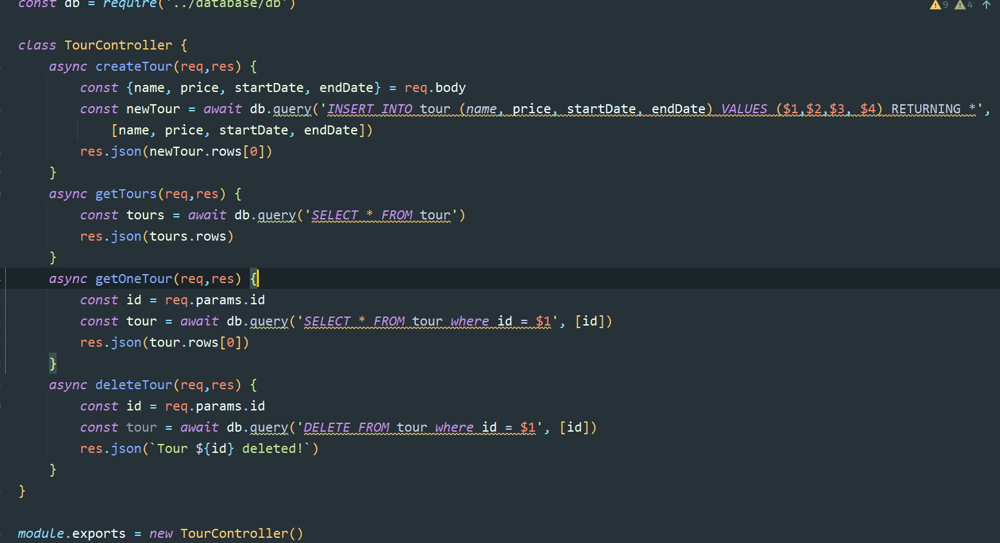 const db = require('../database/db')
9 4
class TourController {
async createTour(req,res) {
const {name, price, startDate, endDate} = req.body
const newTour = await db.query('INSERT INTO tour (name, price, startDate, endDate) VALUES ($1,$2,$3, $4) RETURNING *',
[name, price, startDate, endDate])
res.json(newTour.rows[0])
}
async getTours(req,res) {
const tours = await db.query('SELECT * FROM tour')
res.json(tours.rows)
}
async getOneTour(req,res) {
const id = req.params.id
const tour = await db.query('SELECT * FROM tour where id = $1', [id])
res.json(tour.rows[0])
}
async deleteTour(req,res) {
const id = req.params.id
const tour = await db.query('DELETE FROM tour where id = $1', [id])
res.json(`Tour ${id} deleted!`)
}
}
module.exports = new TourController()